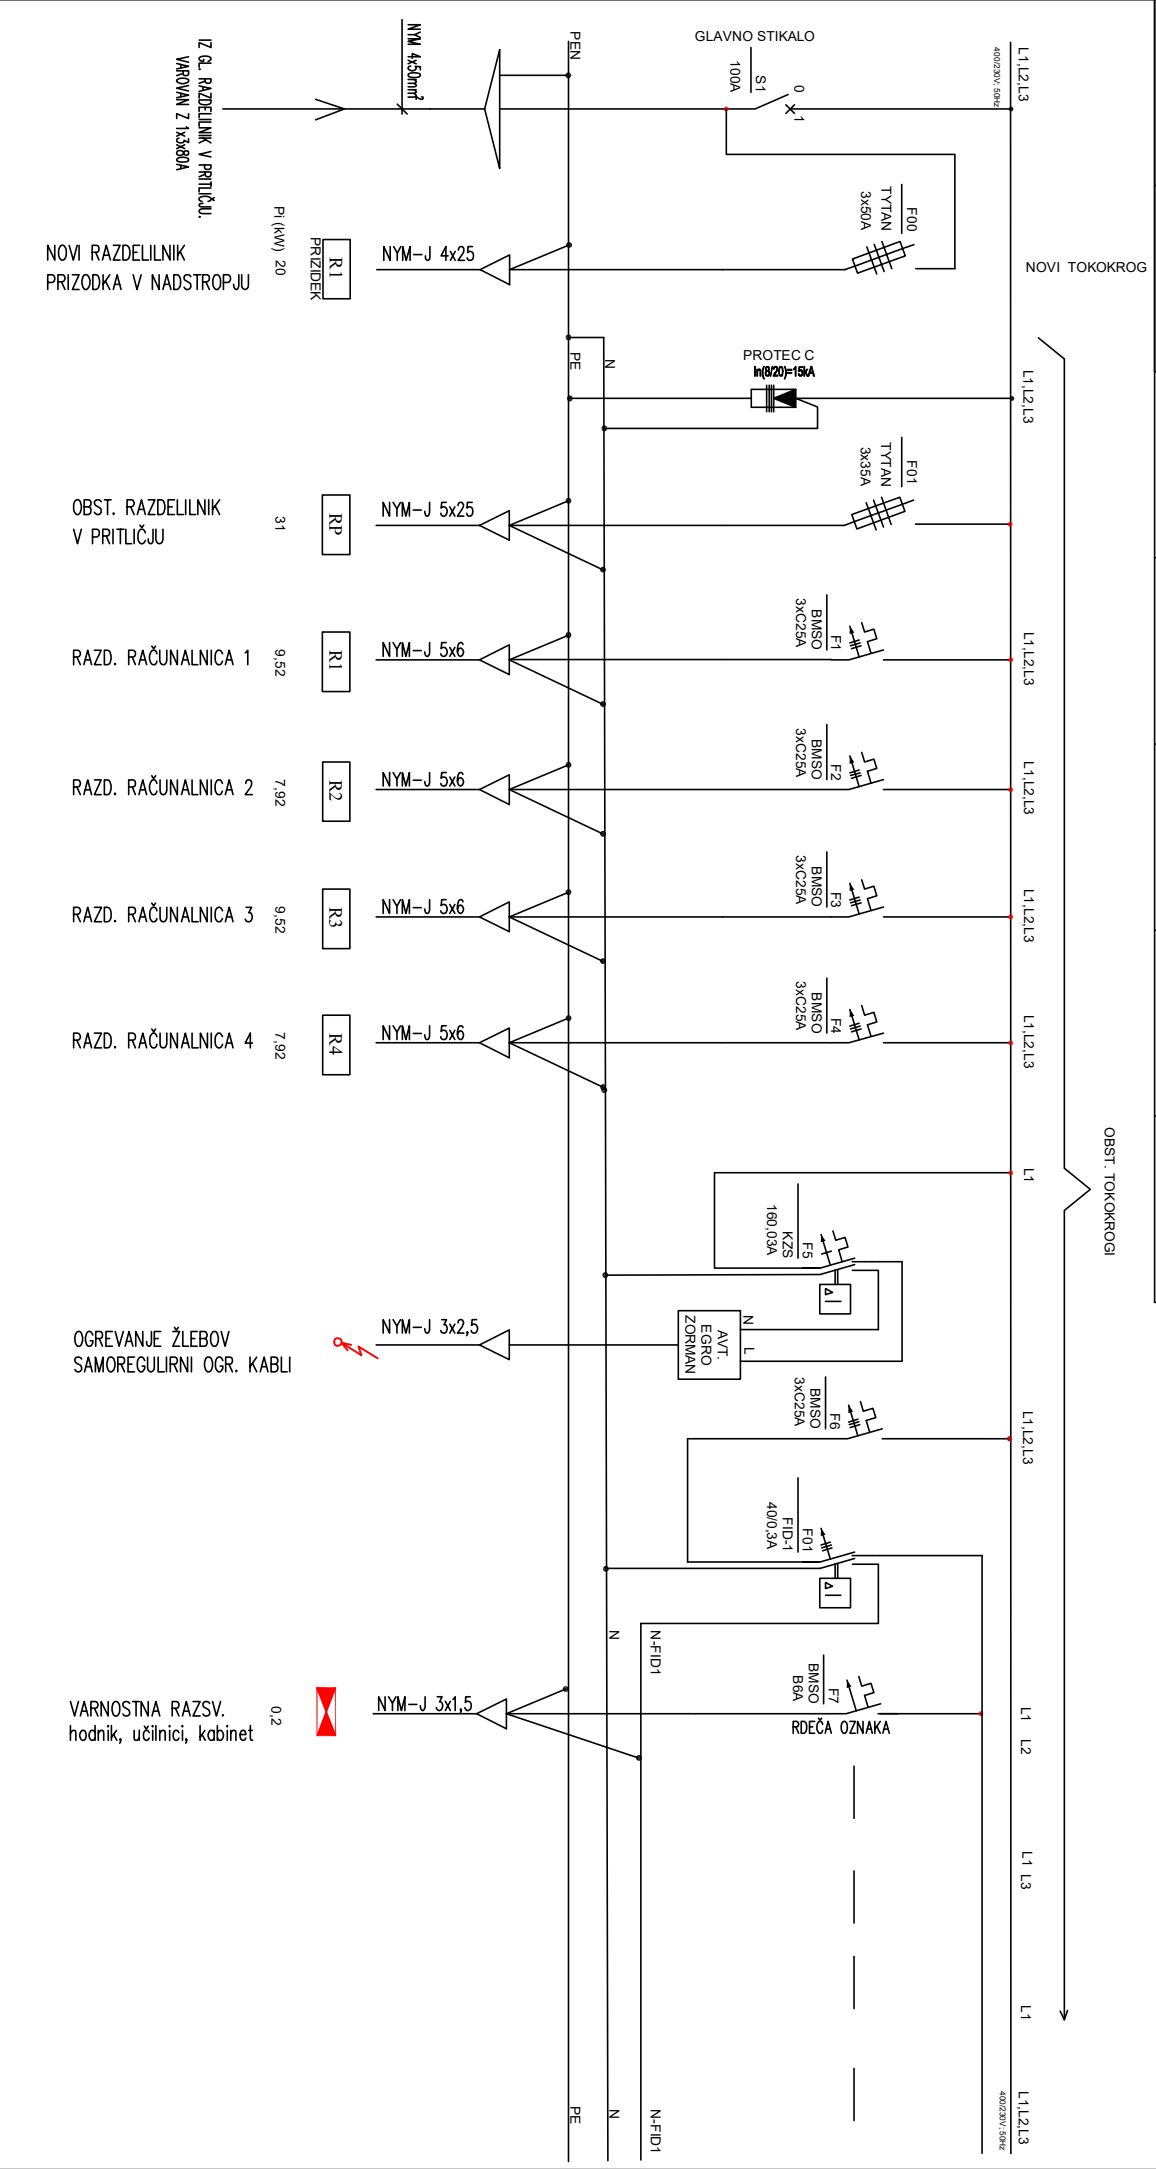 GLAVNO STIKALO
S1
100A
0
1
L1,L2,L3
400/230V; 50Hz
PEN
NYM 4x50mm²
IZ GL. RAZDELILNIK V PRITLIČJU.
VAROVAN Z 1x3x80A
F00
TYTAN
3x50A
NOVI TOKOKROG
NYM-J 4x25
R1
PRIZIDEK
Pi (kW) 20
NOVI RAZDELILNIK
PRIZODKA V NADSTROPJU
PE
N
PROTEC C
In(8/20)=15kA
L1,L2,L3
F01
TYTAN
3x35A
NYM-J 5x25
RP
31
OBST. RAZDELILNIK
V PRITLIČJU
L1,L2,L3
F1
BMSO
3xC25A
NYM-J 5x6
R1
9,52
RAZD. RAČUNALNICA 1
L1,L2,L3
F2
BMSO
3xC25A
NYM-J 5x6
R2
7,92
RAZD. RAČUNALNICA 2
L1,L2,L3
F3
BMSO
3xC25A
NYM-J 5x6
R3
9,52
RAZD. RAČUNALNICA 3
L1,L2,L3
F4
BMSO
3xC25A
NYM-J 5x6
R4
7,92
RAZD. RAČUNALNICA 4
OBST. TOKOKROGI
L1
F5
KZS
160,03A
Δ I
N
L
AVT.
EGRO
ZORMAN
NYM-J 3x2,5
OGREVANJE ŽLEBOV
SAMOREGULIRNI OGR. KABLI
L1,L2,L3
F6
BMSO
3xC25A
F01
FID-1
40/0,3A
Δ I
N
N-FID1
F7
BMSO
B6A
RDEČA OZNAKA
L1
L2
NYM-J 3x1,5
0,2
VARNOSTNA RAZSV.
hodnik, učilnici, kabinet
L1
L3
L1
L1,L2,L3
400/230V; 50Hz
PE
N
N-FID1